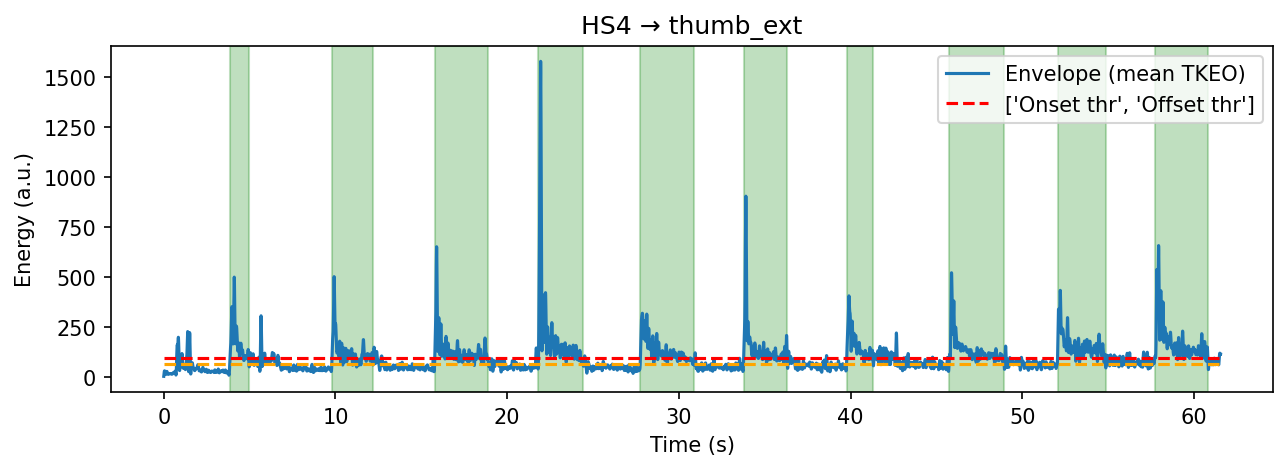 HS4 → thumb_ext
Energy (a.u.)
1500
1250
1000
750
500
250
0
Envelope (mean TKEO)
['Onset thr', 'Offset thr']
0 10 20 30 40 50 60
Time (s)